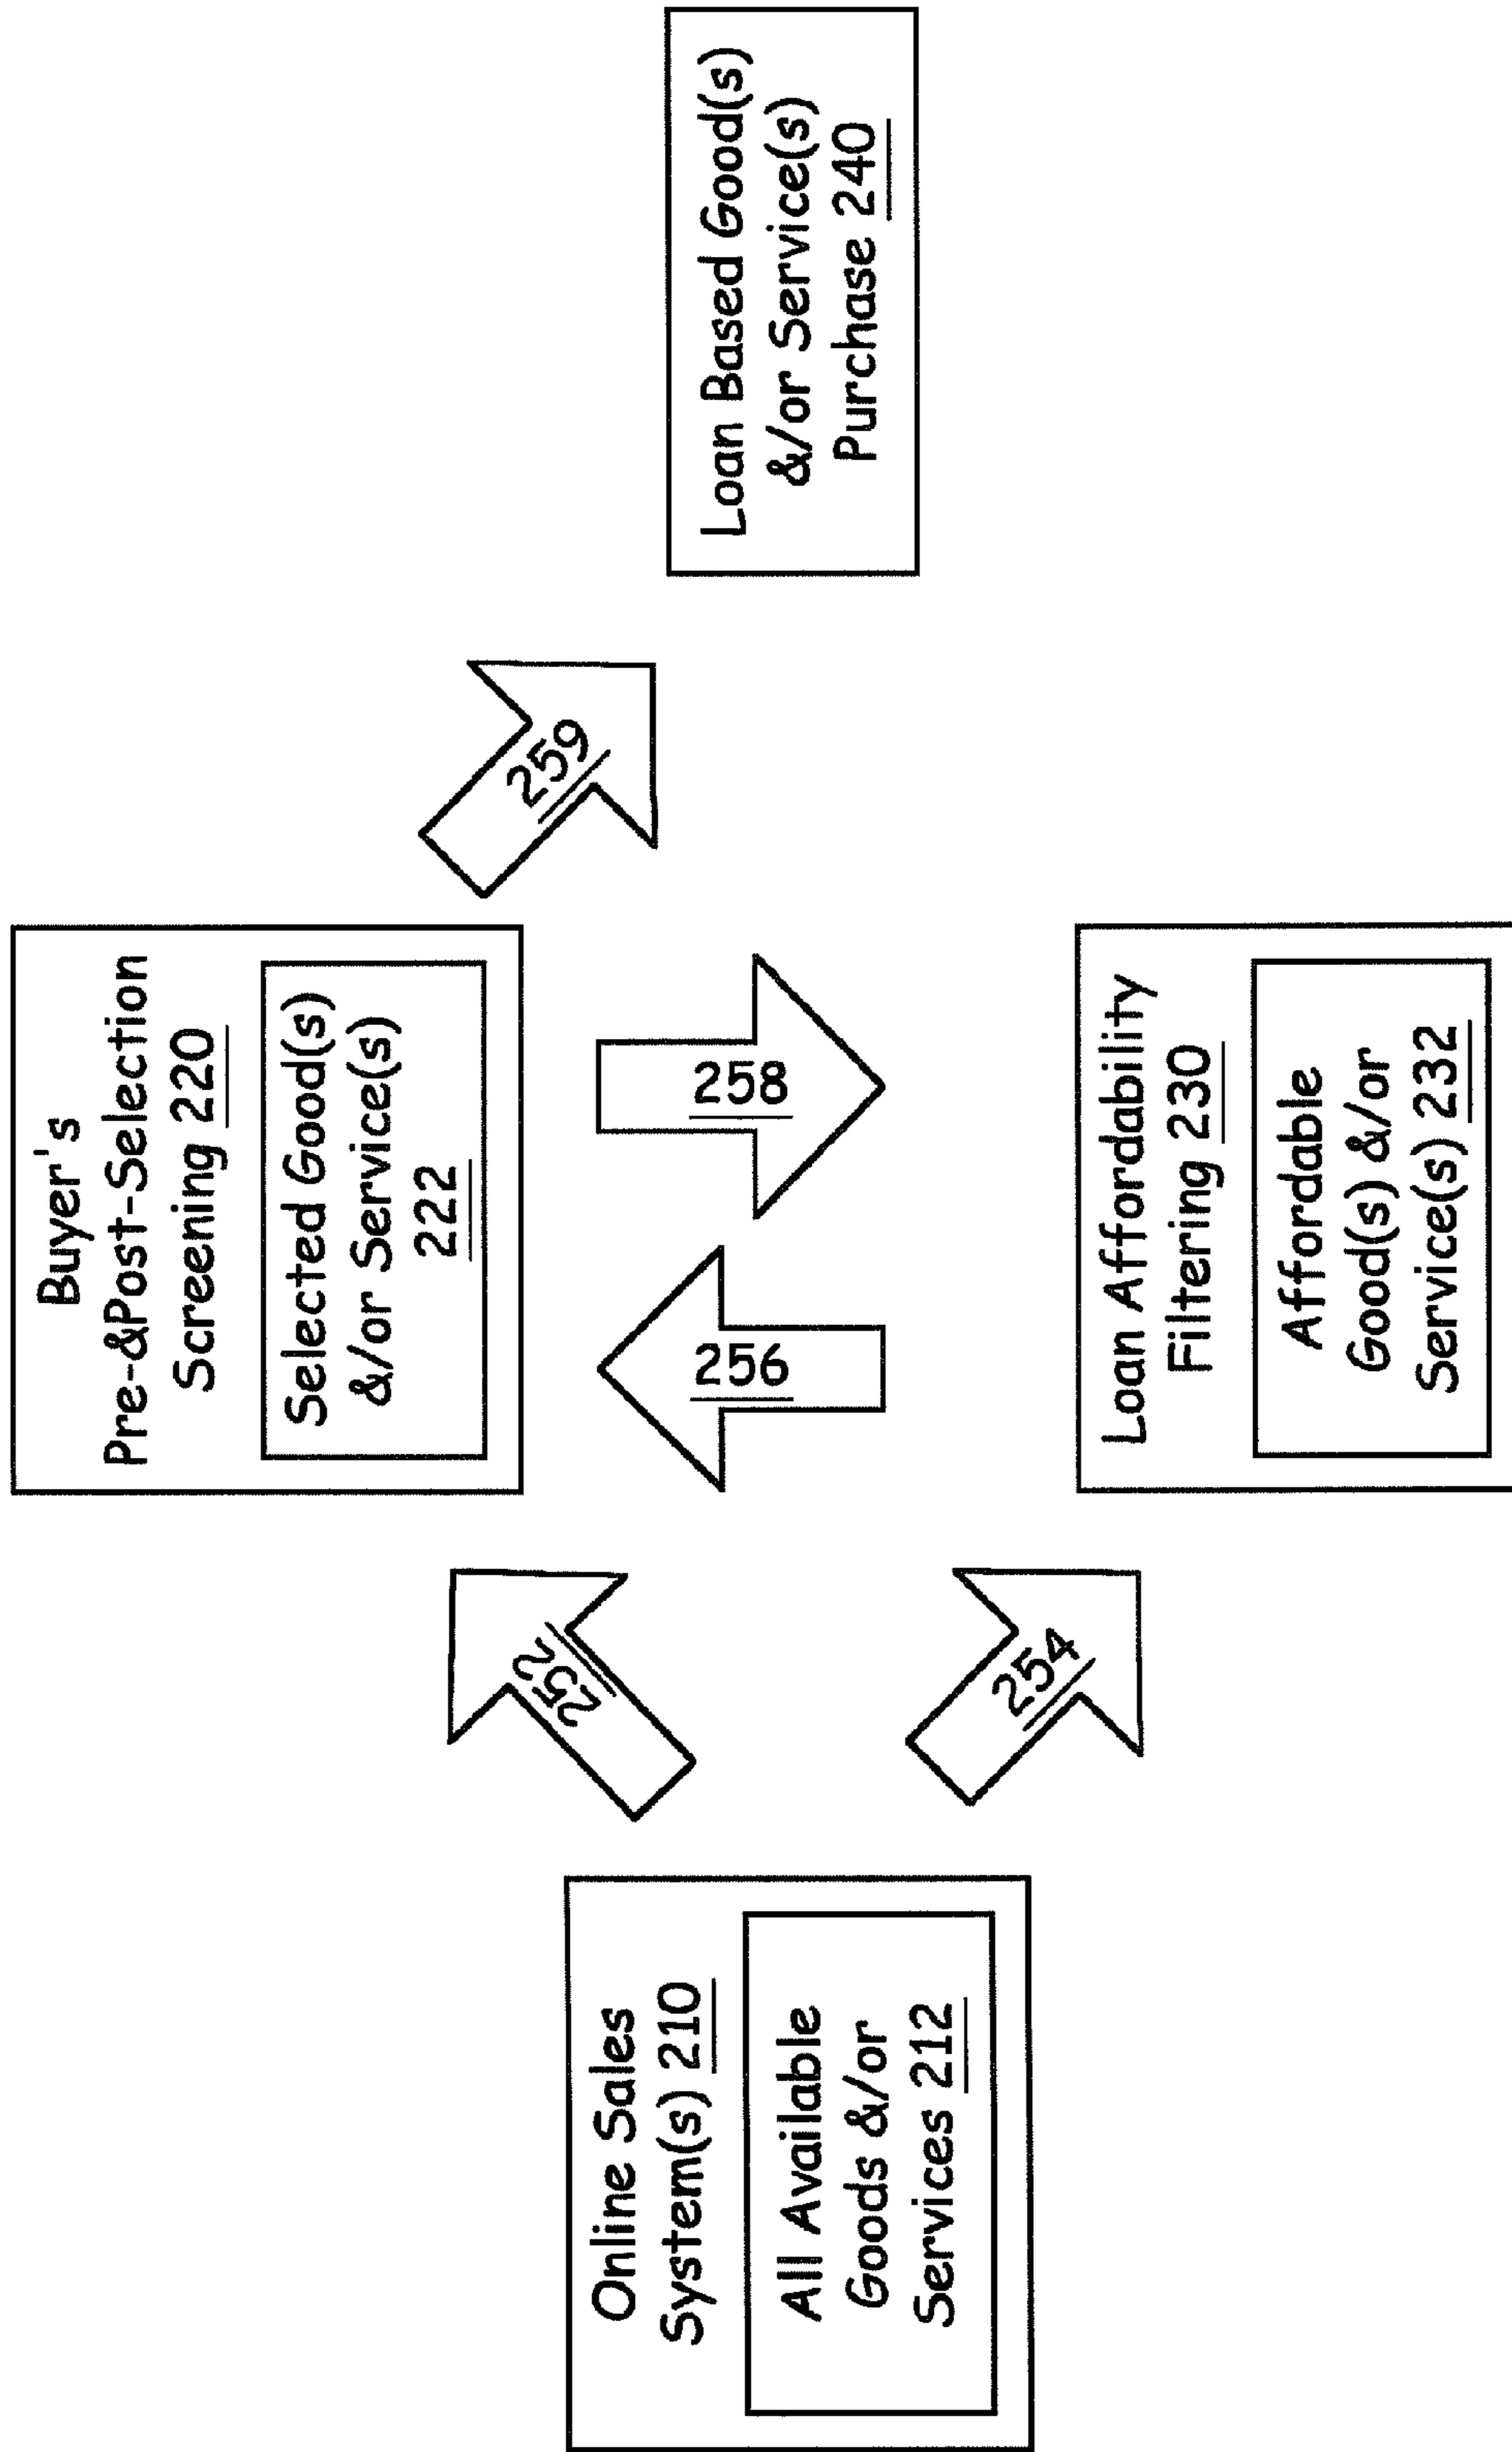 Online Sales
System(s) 210
All Available
Goods &/or
Services 212
252
254
Buyer's
Pre-&Post-Selection
Screening 220
Selected Good(s)
&/or Service(s)
222
256
258
Loan Affordability
Filtering 230
Affordable
Good(s) &/or
Service(s) 232
259
Loan Based Good(s)
&/or Service(s)
Purchase 240